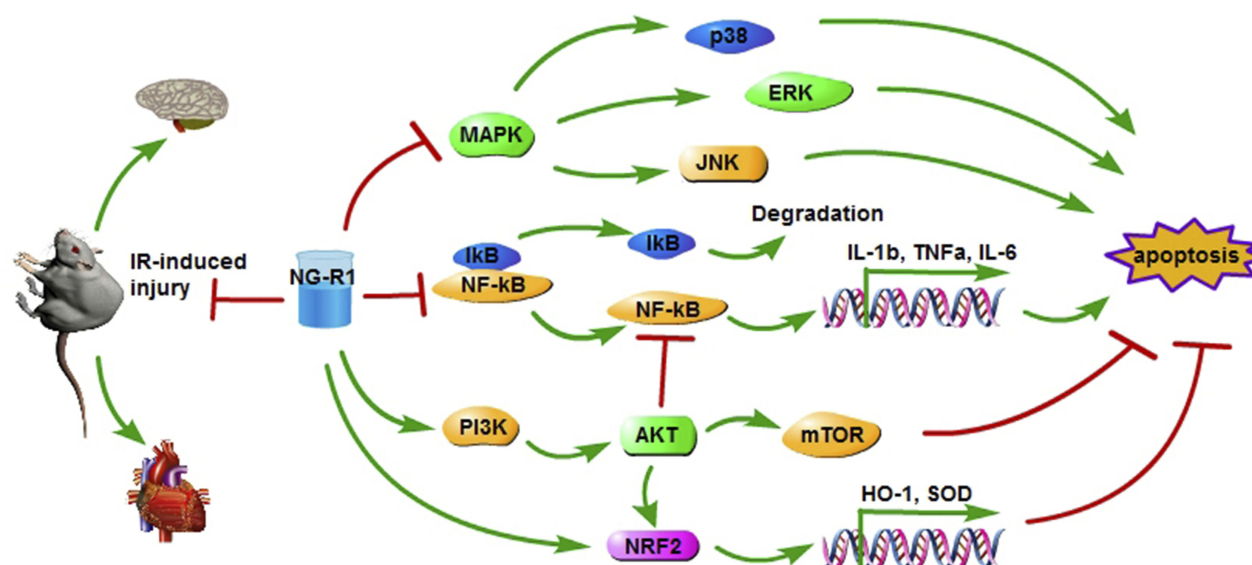 p38
ERK
MAPK
JNK
Degradation
IR-induced
injury
NG-R1
IkB
NF-kB
IkB
NF-kB
IL-1b, TNFa, IL-6
apoptosis
PI3K
AKT
mTOR
HO-1, SOD
NRF2